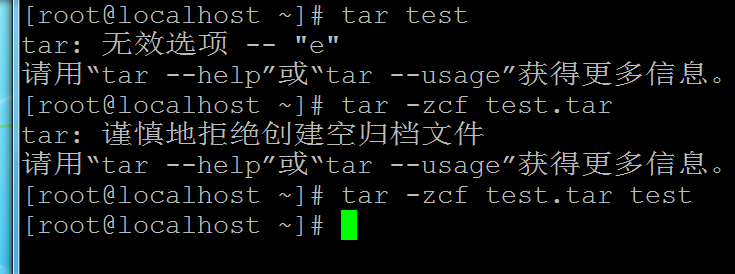 [root@localhost ~]# tar test
tar: 无效选项 -- "e"
请用“tar --help”或“tar --usage”获得更多信息。
[root@localhost ~]# tar -zcf test.tar
tar: 谨慎地拒绝创建空归档文件
请用“tar --help”或“tar --usage”获得更多信息。
[root@localhost ~]# tar -zcf test.tar test
[root@localhost ~]#